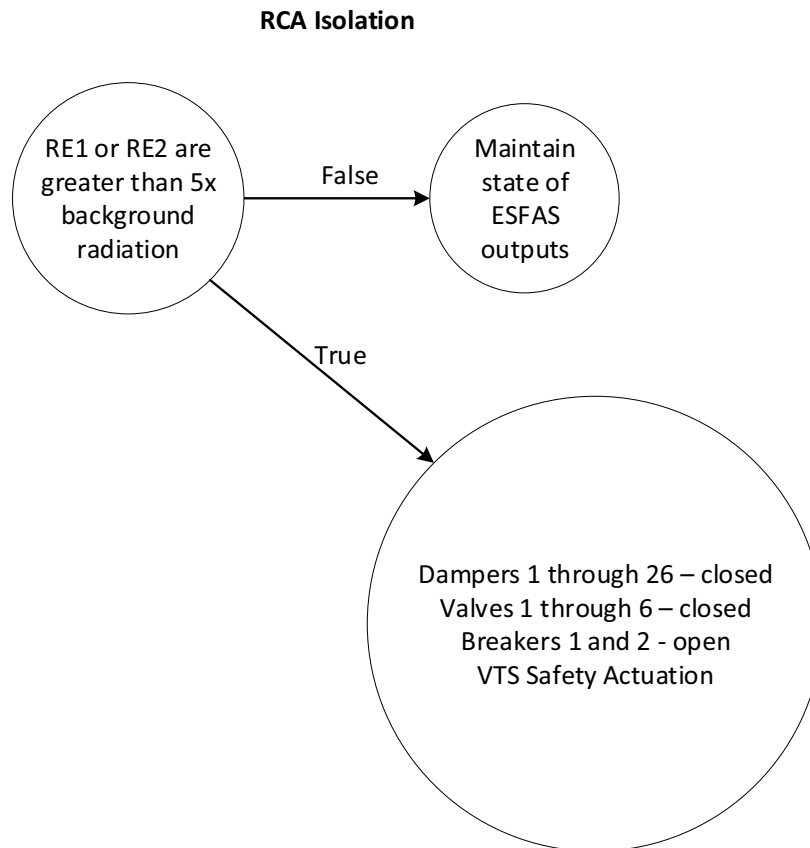 RCA Isolation
RE1 or RE2 are
greater than 5x
background
radiation
False
Maintain
state of
ESFAS
outputs
True
Dampers 1 through 26 – closed
Valves 1 through 6 – closed
Breakers 1 and 2 - open
VTS Safety Actuation